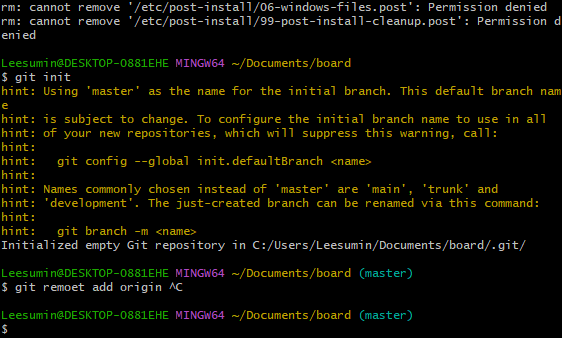 rm: cannot remove '/etc/post-install/06-windows-files.post': Permission denied
rm: cannot remove '/etc/post-install/99-post-install-cleanup.post': Permission d
enied
Leesumin@DESKTOP-O881EHE MINGW64 ~/Documents/board
$ git init
hint: Using 'master' as the name for the initial branch. This default branch nam
e
hint: is subject to change. To configure the initial branch name to use in all
hint: of your new repositories, which will suppress this warning, call:
hint:
hint:   git config --global init.defaultBranch <name>
hint:
hint: Names commonly chosen instead of 'master' are 'main', 'trunk' and
hint: 'development'. The just-created branch can be renamed via this command:
hint:
hint:   git branch -m <name>
Initialized empty Git repository in C:/Users/Leesumin/Documents/board/.git/
Leesumin@DESKTOP-O881EHE MINGW64 ~/Documents/board (master)
$ git remoet add origin ^C
Leesumin@DESKTOP-O881EHE MINGW64 ~/Documents/board (master)
$